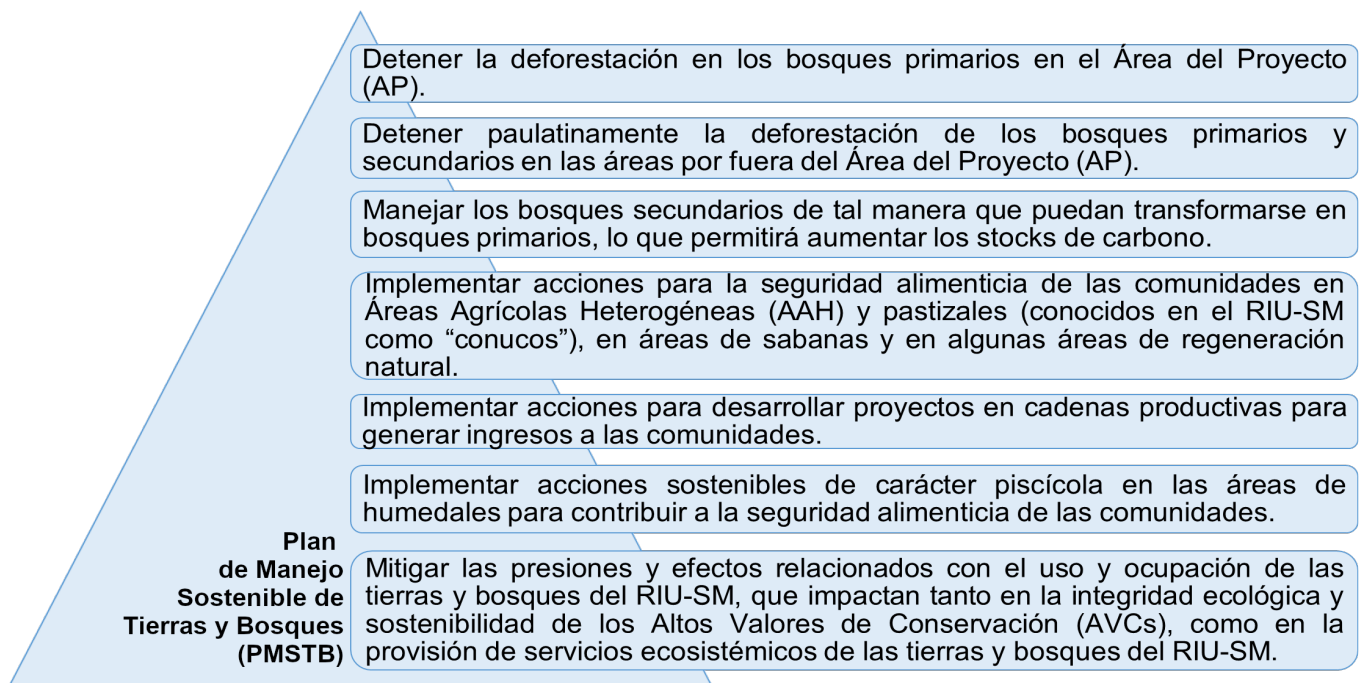 Detener la deforestación en los bosques primarios en el Área del Proyecto
(AP).
Detener paulatinamente la deforestación de los bosques primarios y
secundarios en las áreas por fuera del Área del Proyecto (AP).
Manejar los bosques secundarios de tal manera que puedan transformarse en
bosques primarios, lo que permitirá aumentar los stocks de carbono.
Implementar acciones para la seguridad alimenticia de las comunidades en
Áreas Agrícolas Heterogéneas (AAH) y pastizales (conocidos en el RIU-SM
como “conucos”), en áreas de sabanas y en algunas áreas de regeneración
natural.
Implementar acciones para desarrollar proyectos en cadenas productivas para
generar ingresos a las comunidades.
Implementar acciones sostenibles de carácter piscícola en las áreas de
humedales para contribuir a la seguridad alimenticia de las comunidades.
Plan
de Manejo
Sostenible de
Tierras y Bosques
(PMSTB)
Mitigar las presiones y efectos relacionados con el uso y ocupación de las
tierras y bosques del RIU-SM, que impactan tanto en la integridad ecológica y
sostenibilidad de los Altos Valores de Conservación (AVCs), como en la
provisión de servicios ecosistémicos de las tierras y bosques del RIU-SM.